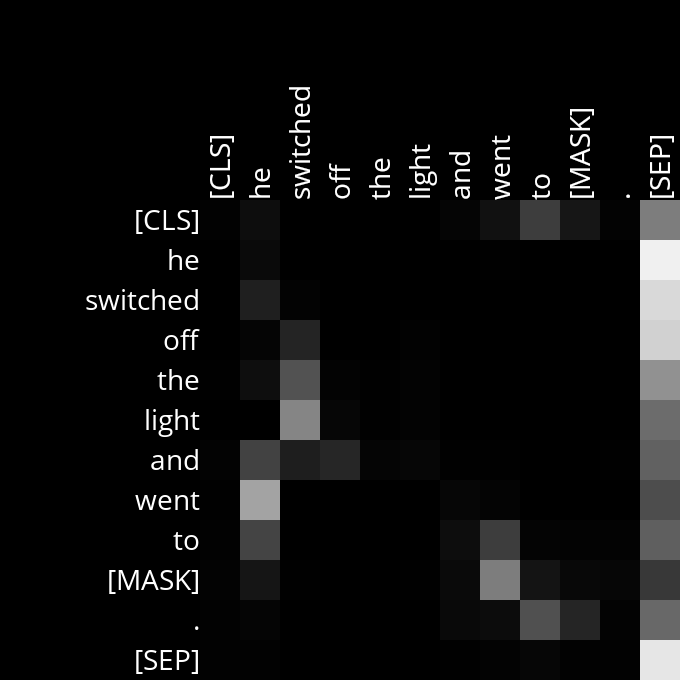 [CLS] he switched off the light and went to [MASK] . [SEP]
[CLS]
he
switched
off
the
light
and
went
to
[MASK]
.
[SEP]